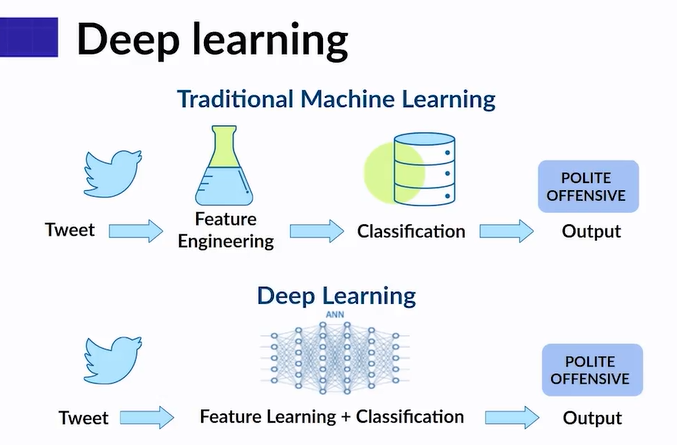 Deep learning
Traditional Machine Learning
POLITE
OFFENSIVE
Tweet
Feature
Engineering
Classification
Output
Deep Learning
ANN
POLITE
OFFENSIVE
Tweet
Feature Learning + Classification
Output